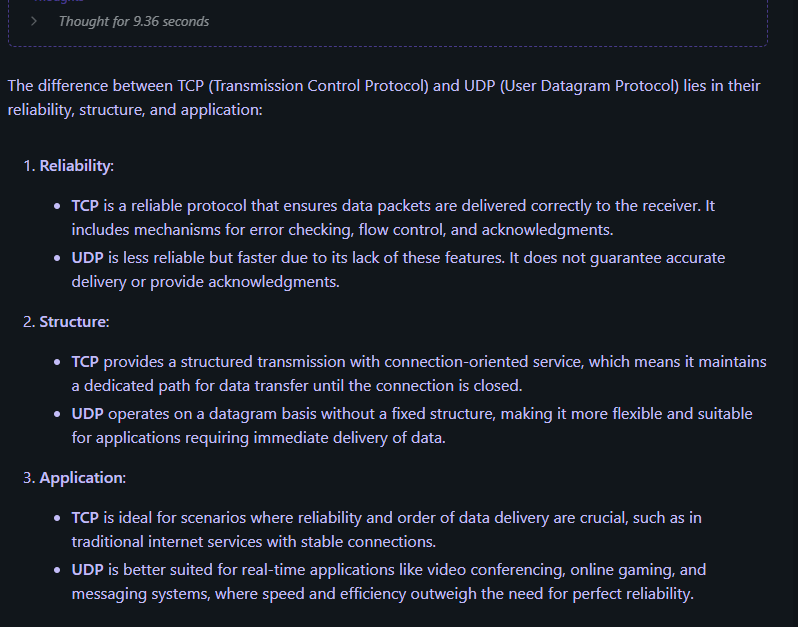 Thoughts
Thought for 9.36 seconds
The difference between TCP (Transmission Control Protocol) and UDP (User Datagram Protocol) lies in their
reliability, structure, and application:
1. Reliability:
• TCP is a reliable protocol that ensures data packets are delivered correctly to the receiver. It
includes mechanisms for error checking, flow control, and acknowledgments.
• UDP is less reliable but faster due to its lack of these features. It does not guarantee accurate
delivery or provide acknowledgments.
2. Structure:
• TCP provides a structured transmission with connection-oriented service, which means it maintains
a dedicated path for data transfer until the connection is closed.
• UDP operates on a datagram basis without a fixed structure, making it more flexible and suitable
for applications requiring immediate delivery of data.
3. Application:
• TCP is ideal for scenarios where reliability and order of data delivery are crucial, such as in
traditional internet services with stable connections.
• UDP is better suited for real-time applications like video conferencing, online gaming, and
messaging systems, where speed and efficiency outweigh the need for perfect reliability.